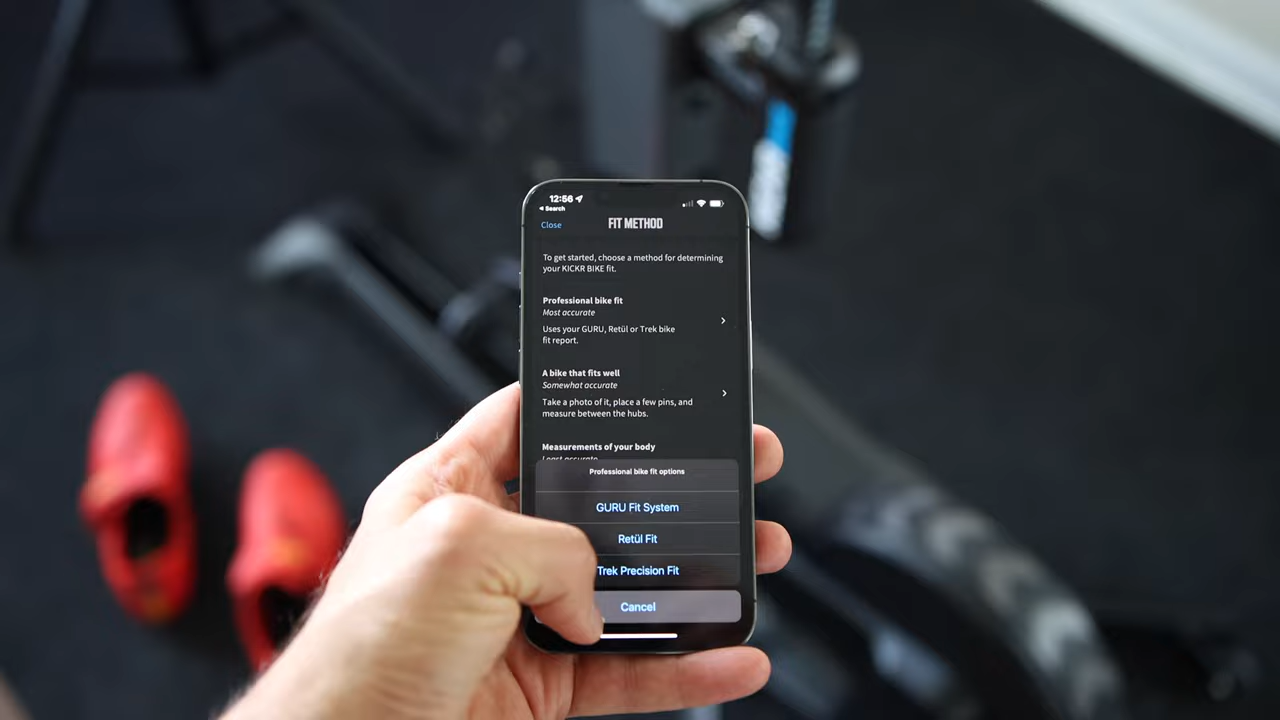 12:56
Search
Close
FIT METHOD
To get started, choose a method for determining
your KICKR BIKE fit.
Professional bike fit
Most accurate
Uses your GURU, Retül or Trek bike
fit report.
A bike that fits well
Somewhat accurate
Take a photo of it, place a few pins, and
measure between the hubs.
Measurements of your body
Least accurate
Professional bike fit options
GURU Fit System
Retül Fit
Trek Precision Fit
Cancel